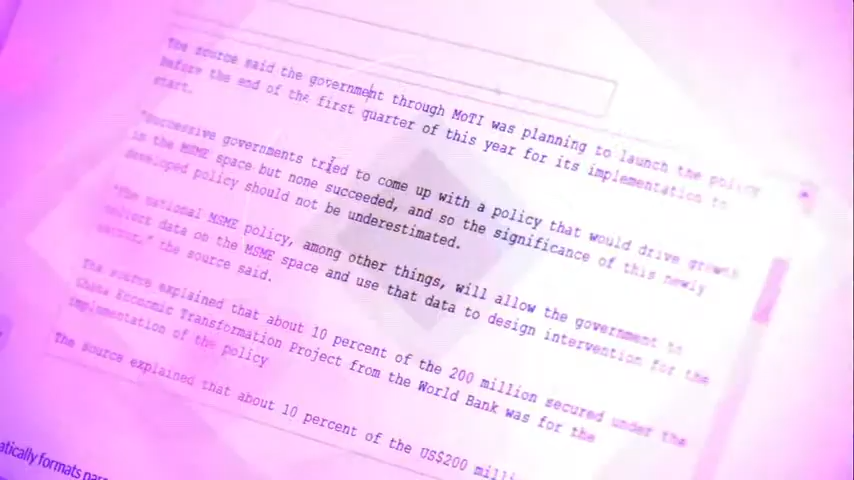 The source said the government through MoTI was planning to launch the policy
before the end of the first quarter of this year for its implementation to
start.
"Successive governments tried to come up with a policy that would drive growth
in the MSME space but none succeeded, and so the significance of this newly
developed policy should not be underestimated.
"The national MSME policy, among other things, will allow the government to
collect data on the MSME space and use that data to design intervention for the
sector," the source said.
The source explained that about 10 percent of the 200 million secured under the
Ghana Economic Transformation Project from the World Bank was for the
implementation of the policy
The source explained that about 10 percent of the US$200 milli
atically formats